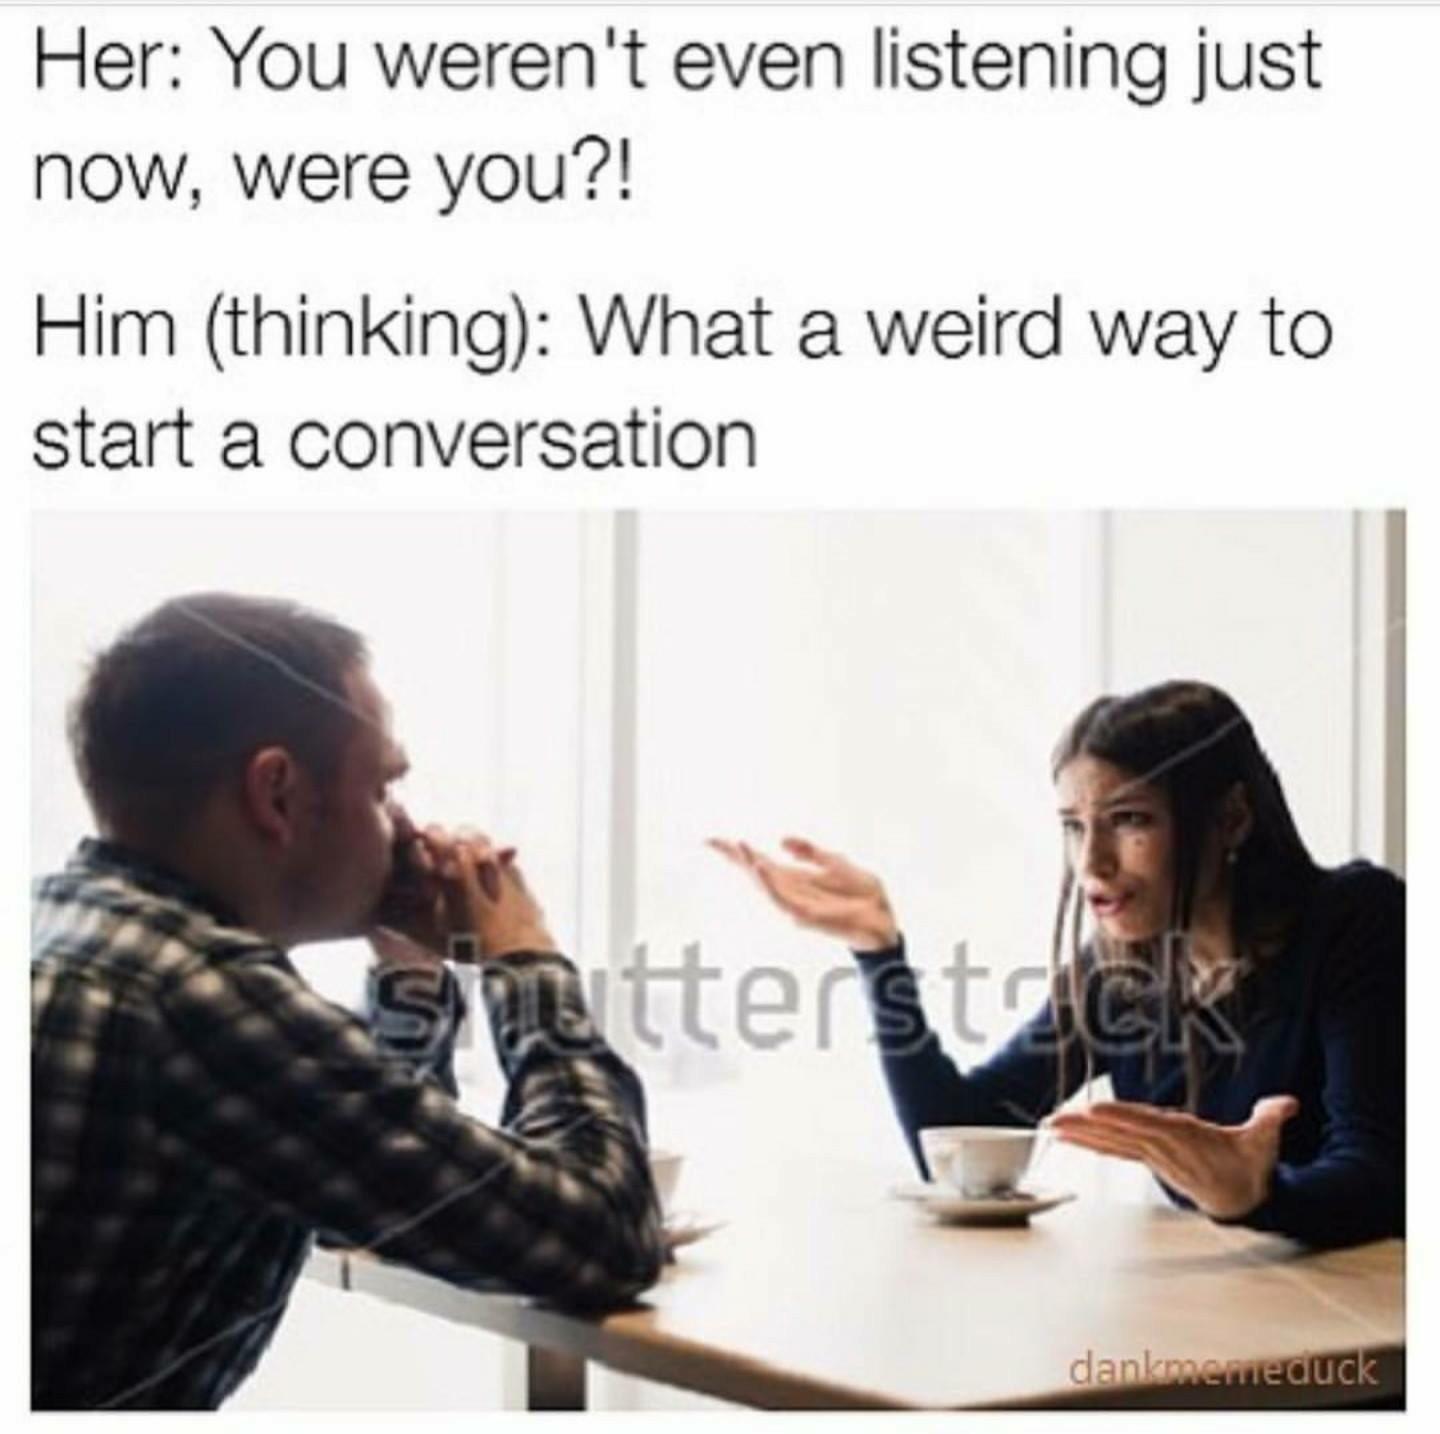 Her: You weren't even listening just
now, were you?!
Him (thinking): What a weird way to
start a conversation
shutterstock
dankmemeduck